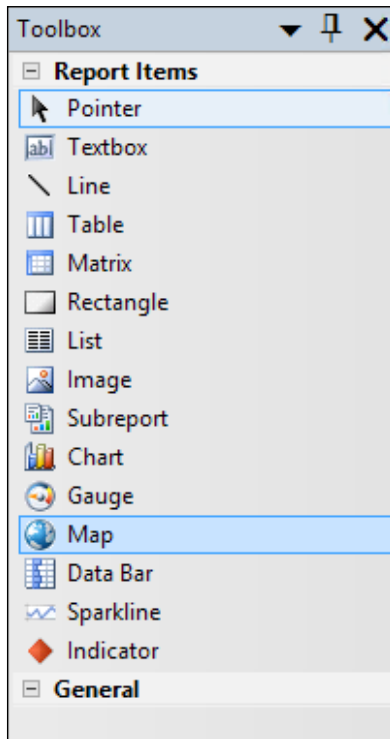 Toolbox
Report Items
Pointer
Textbox
Line
Table
Matrix
Rectangle
List
Image
Subreport
Chart
Gauge
Map
Data Bar
Sparkline
Indicator
General